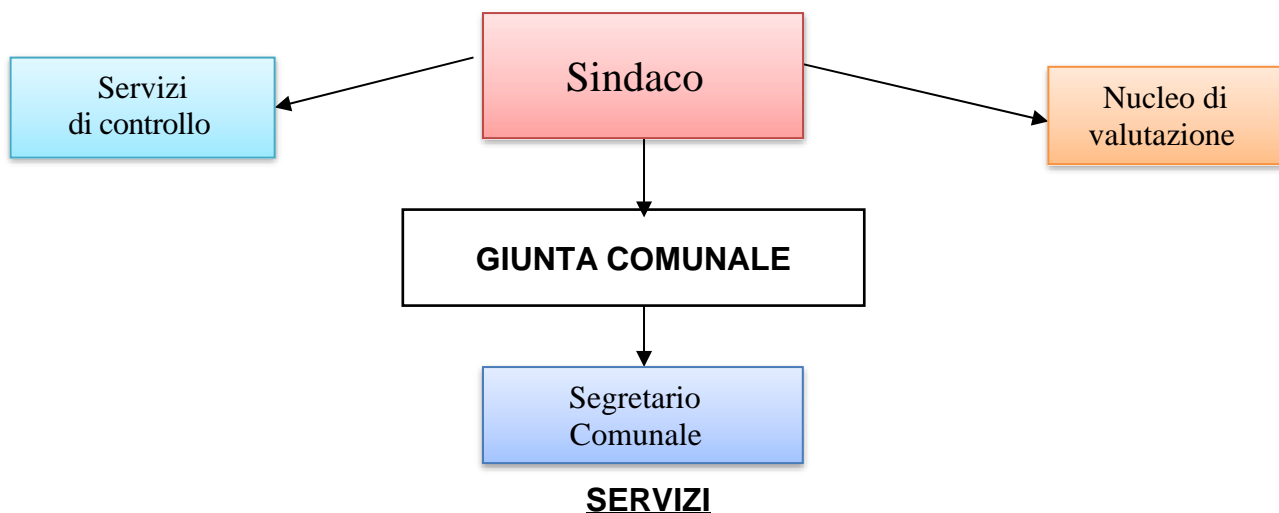 Sindaco
Servizi
di controllo
Nucleo di
valutazione
GIUNTA COMUNALE
Segretario
Comunale
SERVIZI